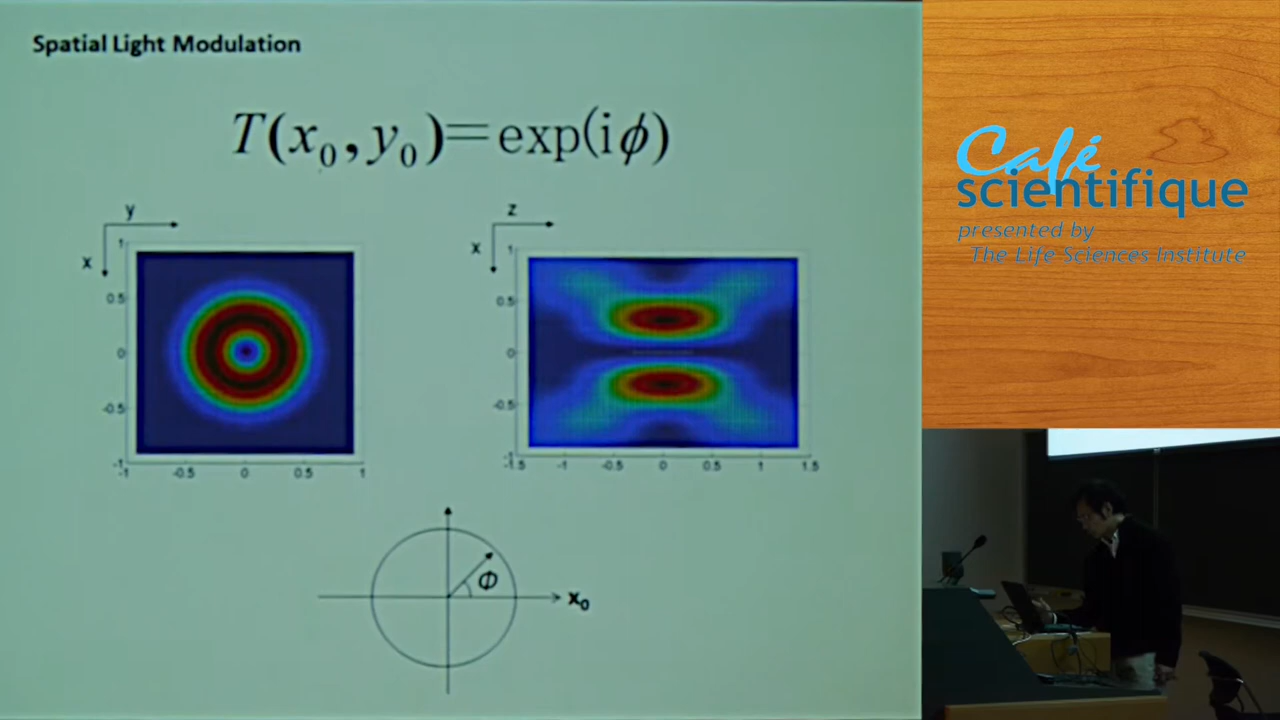 Spatial Light Modulation
T(x₀,y₀)=exp(iϕ)
y
x
1
0.5
0
-0.5
-1
-1 -0.5 0 0.5 1
z
x
1
0.5
0
-0.5
-1
-1.5 -1 -0.5 0 0.5 1 1.5
Φ
x₀
Café
scientifique
presented by
The Life Sciences Institute